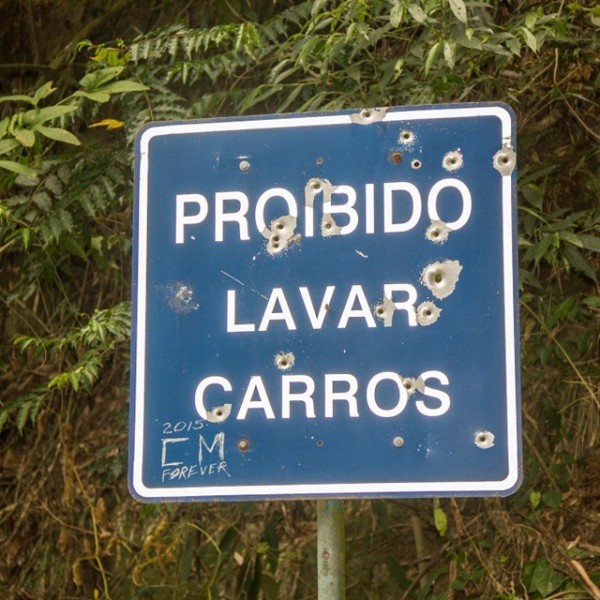 PROIBIDO
LAVAR
CARROS
2015
CM
FOREVER